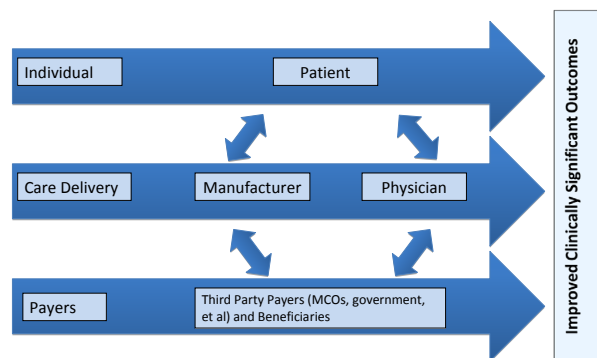 Individual
Patient
Care Delivery
Manufacturer
Physician
Payers
Third Party Payers (MCOs, government,
et al) and Beneficiaries
Improved Clinically Significant Outcomes